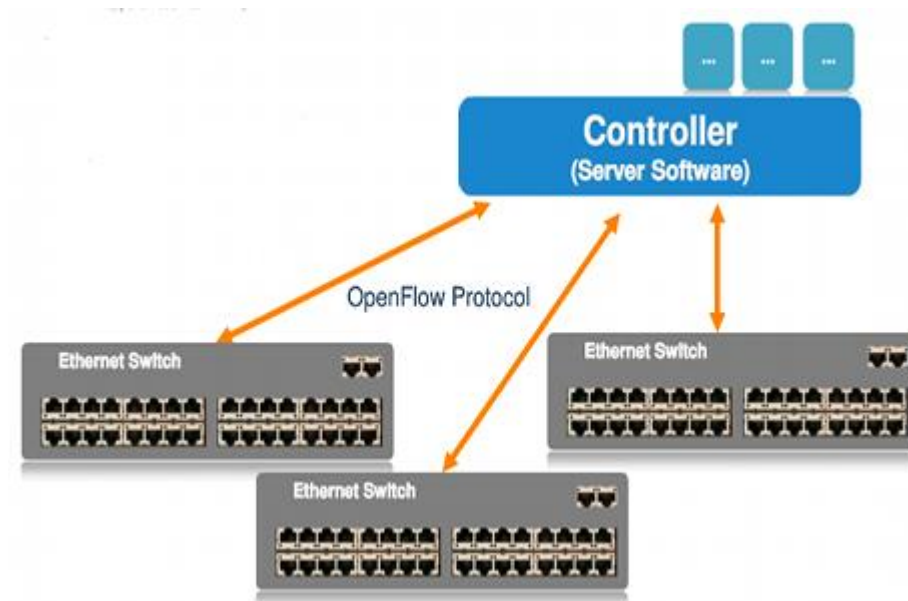 ... ... ...
Controller
(Server Software)
OpenFlow Protocol
Ethernet Switch
Ethernet Switch
Ethernet Switch